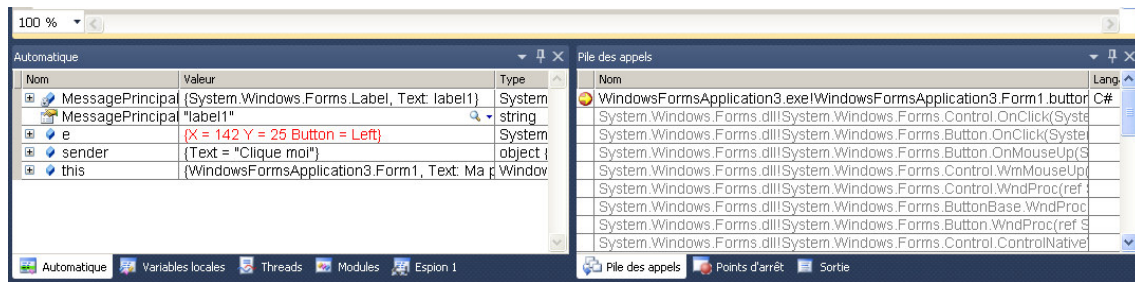 100 %
Automatique
Nom Valeur Type
MessagePrincipal {System.Windows.Forms.Label, Text: label1} System
MessagePrincipal "label1" string
e {X = 142 Y = 25 Button = Left} System
sender {Text = "Clique moi"} object {
this {WindowsFormsApplication3.Form1, Text: Ma p Window
Automatique Variables locales Threads Modules Espion 1
Pile des appels
Nom Lang
WindowsFormsApplication3.exe!WindowsFormsApplication3.Form1.button C#
System.Windows.Forms.dll!System.Windows.Forms.Control.OnClick(Syste
System.Windows.Forms.dll!System.Windows.Forms.Button.OnClick(System
System.Windows.Forms.dll!System.Windows.Forms.Button.OnMouseUp(S
System.Windows.Forms.dll!System.Windows.Forms.Control.WmMouseUp(
System.Windows.Forms.dll!System.Windows.Forms.Control.WndProc(ref
System.Windows.Forms.dll!System.Windows.Forms.ButtonBase.WndProc
System.Windows.Forms.dll!System.Windows.Forms.Button.WndProc(ref S
System.Windows.Forms.dll!System.Windows.Forms.Control.ControlNative
Pile des appels Points d'arrêt Sortie